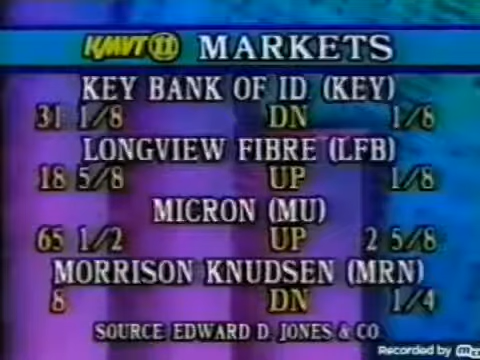 KMVT 11 MARKETS
KEY BANK OF ID (KEY)
31 1/8 DN 1/8
LONGVIEW FIBRE (LFB)
18 5/8 UP 1/8
MICRON (MU)
65 1/2 UP 2 5/8
MORRISON KNUDSEN (MRN)
8 DN 1/4
SOURCE EDWARD D. JONES & CO
Recorded by